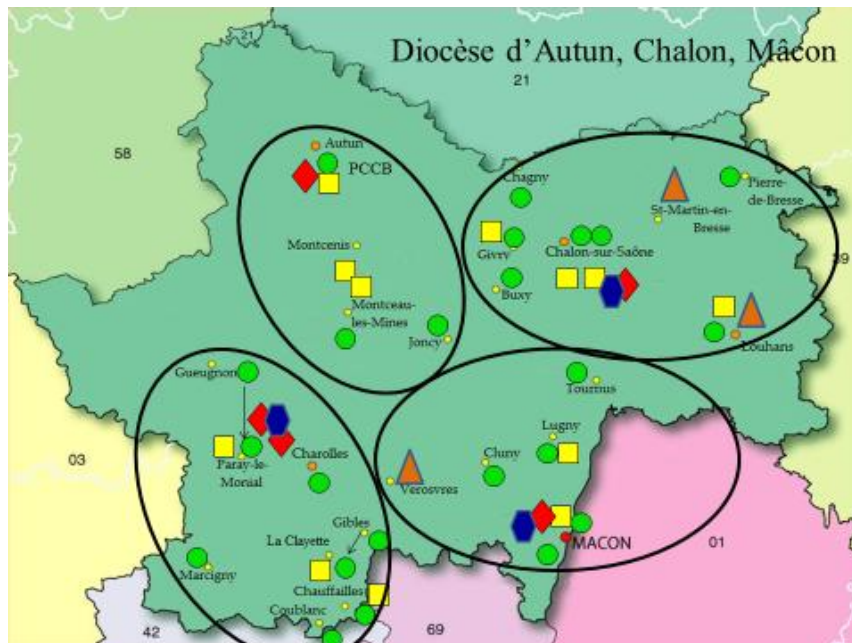 Diocèse d'Autun, Chalon, Mâcon
21
21
58
Autun
PCCB
Chagny
Pierre-
de-Bresse
St-Martin-en-
Bresse
Montcenis
Givry
Chalon-sur-Saône
39
Buxy
Montceau-
les-Mines
Joncy
Louhans
Gueugnon
Tournus
Lugny
03
Paray-le-
Monial
Charolles
Cluny
Verosvres
Gibles
La Clayette
MACON
01
Marcigny
Chauffailles
Coublanc
42
69